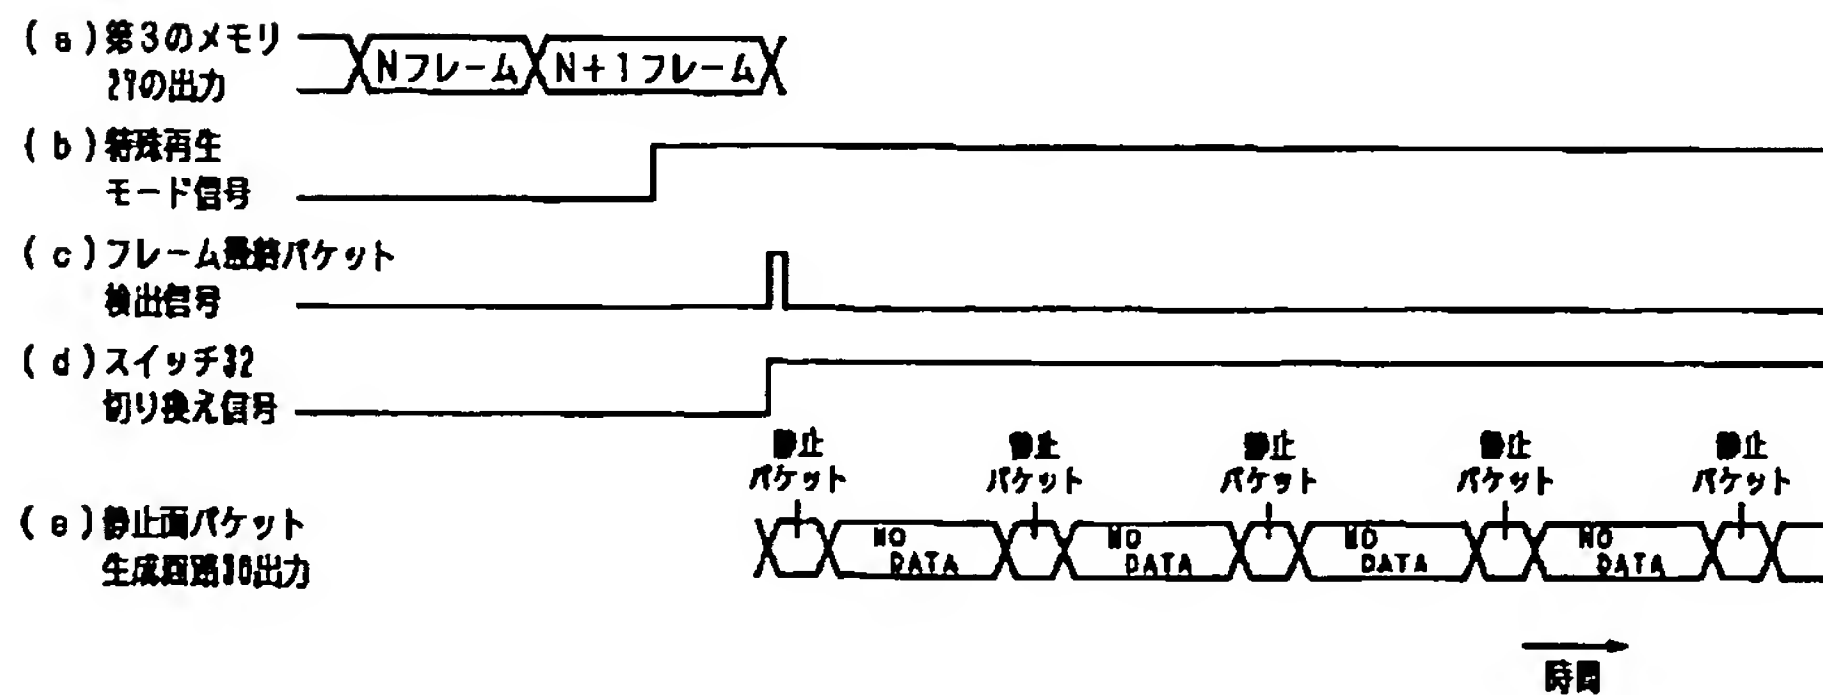 (a)第3のメモリ
の出力
Nフレーム N+1フレーム
(b)特殊再生
モード信号
(c)フレーム最終パケット
検出信号
(d)スイッチ32
切り換え信号
静止 静止 静止 静止 静止
パケット パケット パケット パケット パケット
(e)静止画パケット
生成回路30出力
NO NO NO NO
DATA DATA DATA DATA
時間